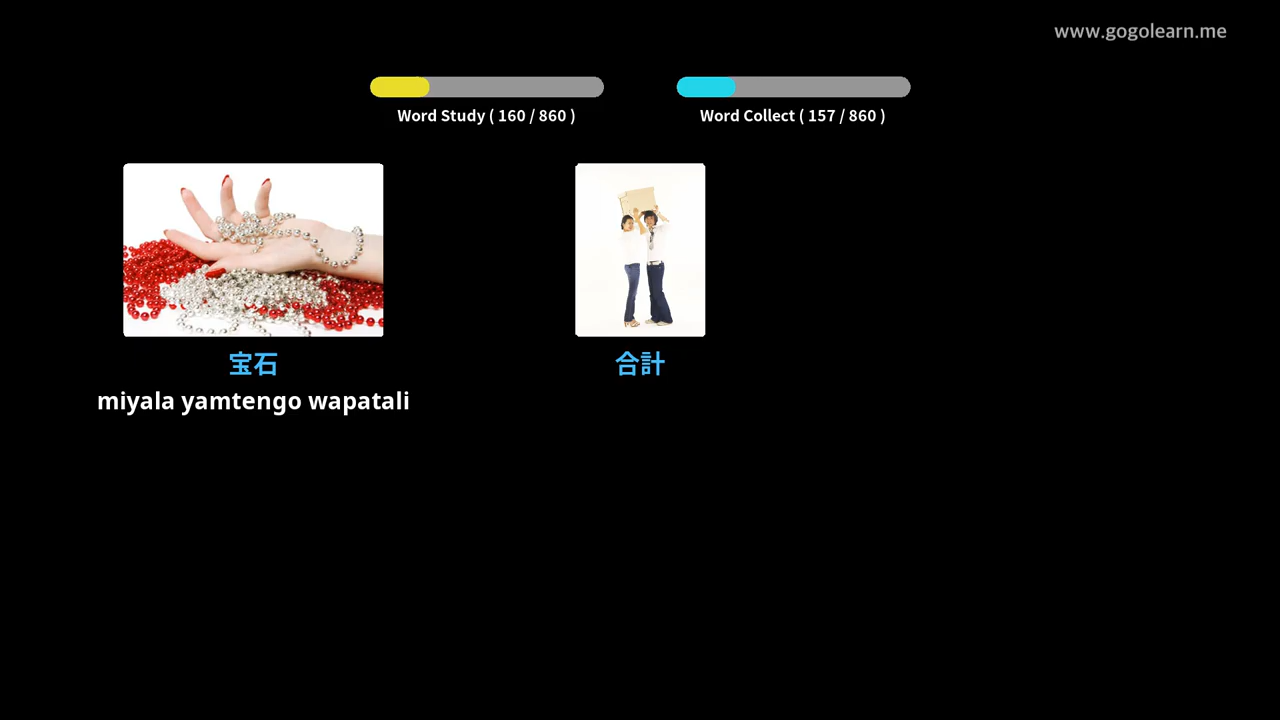 www.gogolearn.me
Word Study ( 160 / 860 )
Word Collect ( 157 / 860 )
宝石
miyala yamtengo wapatali
合計